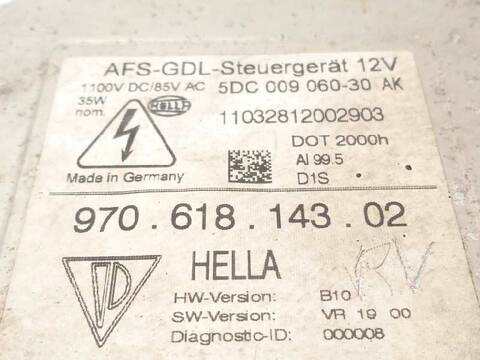 AFS-GDL-Steuergerät 12V
1100V DC/85V AC 5DC 009 060-30 AK
35W
nom.
HELLA
11032812002903
DOT 2000h
Al 99.5
Made in Germany
D1S
970.618.143.02
HELLA
RV
HW-Version: B10
SW-Version: VR 19 00
Diagnostic-ID: 000008